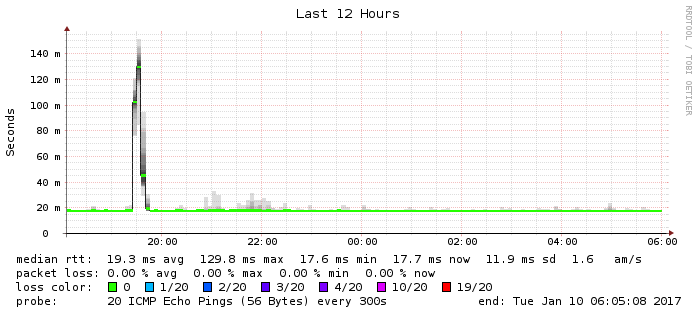 Last 12 Hours
RRDTOOL / TOBI OETIKER
Seconds
140 m
120 m
100 m
80 m
60 m
40 m
20 m
0
20:00 22:00 00:00 02:00 04:00 06:00
median rtt: 19.3 ms avg 129.8 ms max 17.6 ms min 17.7 ms now 11.9 ms sd 1.6 am/s
packet loss: 0.00 % avg 0.00 % max 0.00 % min 0.00 % now
loss color: 0 1/20 2/20 3/20 4/20 10/20 19/20
probe: 20 ICMP Echo Pings (56 Bytes) every 300s end: Tue Jan 10 06:05:08 2017